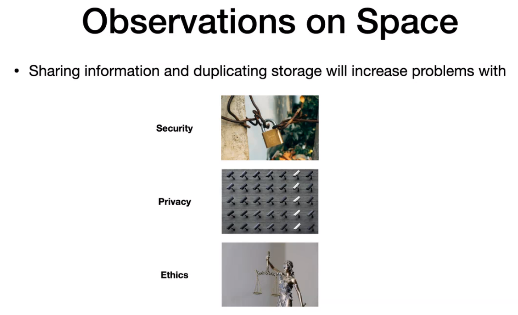 Observations on Space
• Sharing information and duplicating storage will increase problems with
Security
Privacy
Ethics